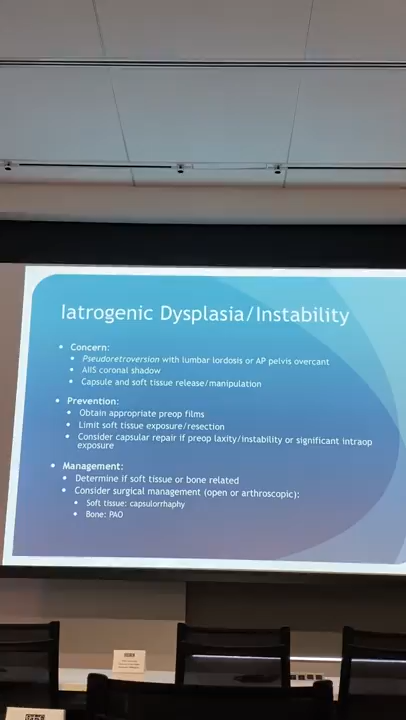 Iatrogenic Dysplasia/Instability
• Concern:
• Pseudoretroversion with lumbar lordosis or AP pelvis overcant
• AIIS coronal shadow
• Capsule and soft tissue release/manipulation
• Prevention:
• Obtain appropriate preop films
• Limit soft tissue exposure/resection
• Consider capsular repair if preop laxity/instability or significant intraop
exposure
• Management:
• Determine if soft tissue or bone related
• Consider surgical management (open or arthroscopic):
• Soft tissue: capsulorrhaphy
• Bone: PAO